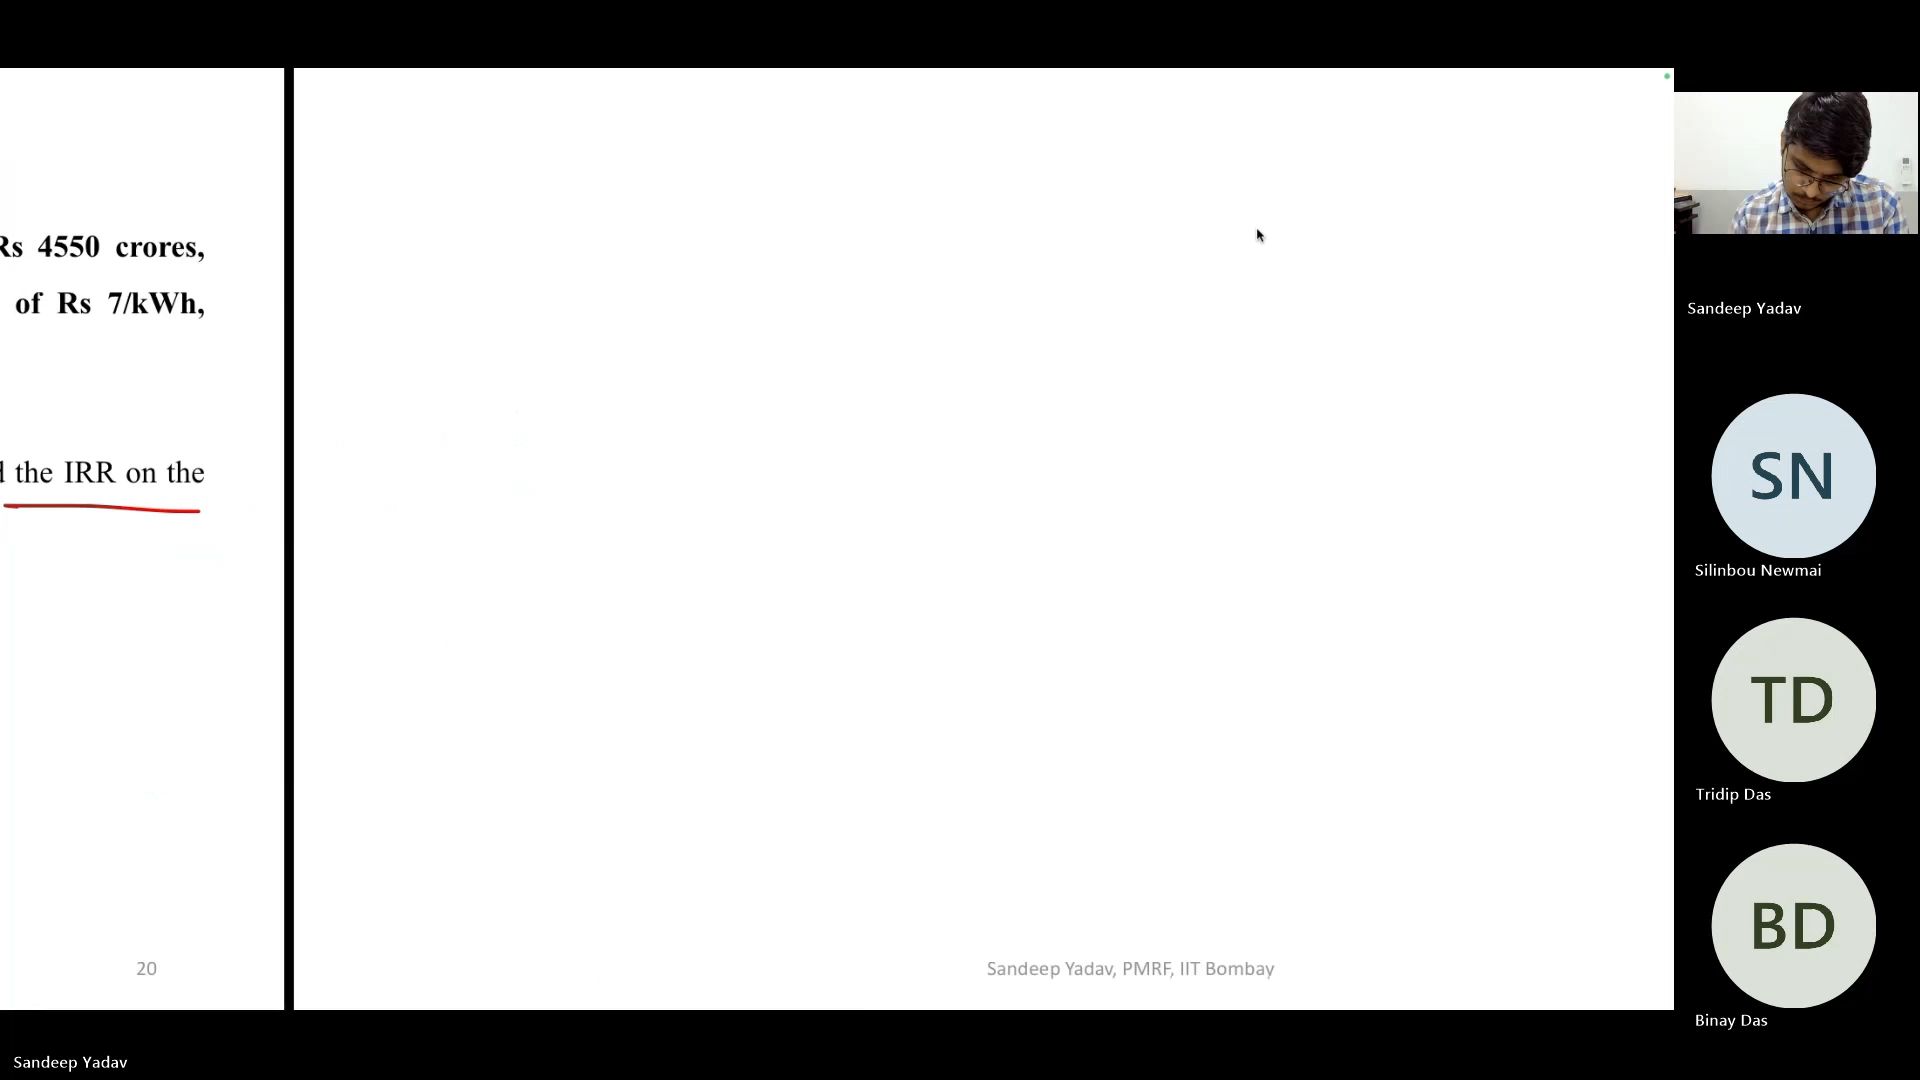 Rs 4550 crores,
of Rs 7/kWh,
the IRR on the
20
Sandeep Yadav, PMRF, IIT Bombay
Sandeep Yadav
SN
Silinbou Newmai
TD
Tridip Das
BD
Binay Das
Sandeep Yadav